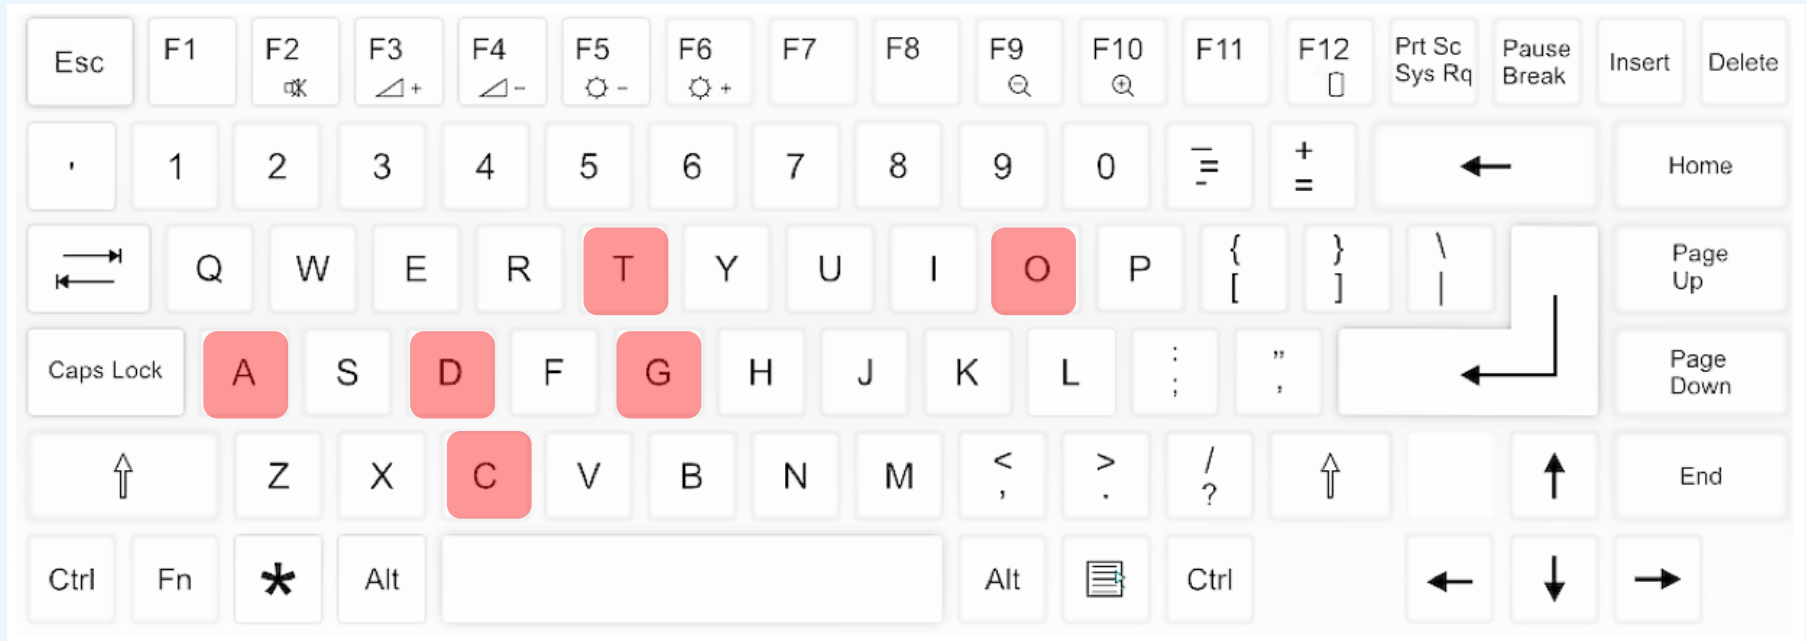 Esc F1 F2 F3 F4 F5 F6 F7 F8 F9 F10 F11 F12 Prt Sc Sys Rq Pause Break Insert Delete
' 1 2 3 4 5 6 7 8 9 0 _ = - + = Home
Q W E R T Y U I O P { [ } ] \ | Page Up
Caps Lock A S D F G H J K L : ; " , Page Down
Z X C V B N M < , > . / ? End
Ctrl Fn * Alt Alt Ctrl